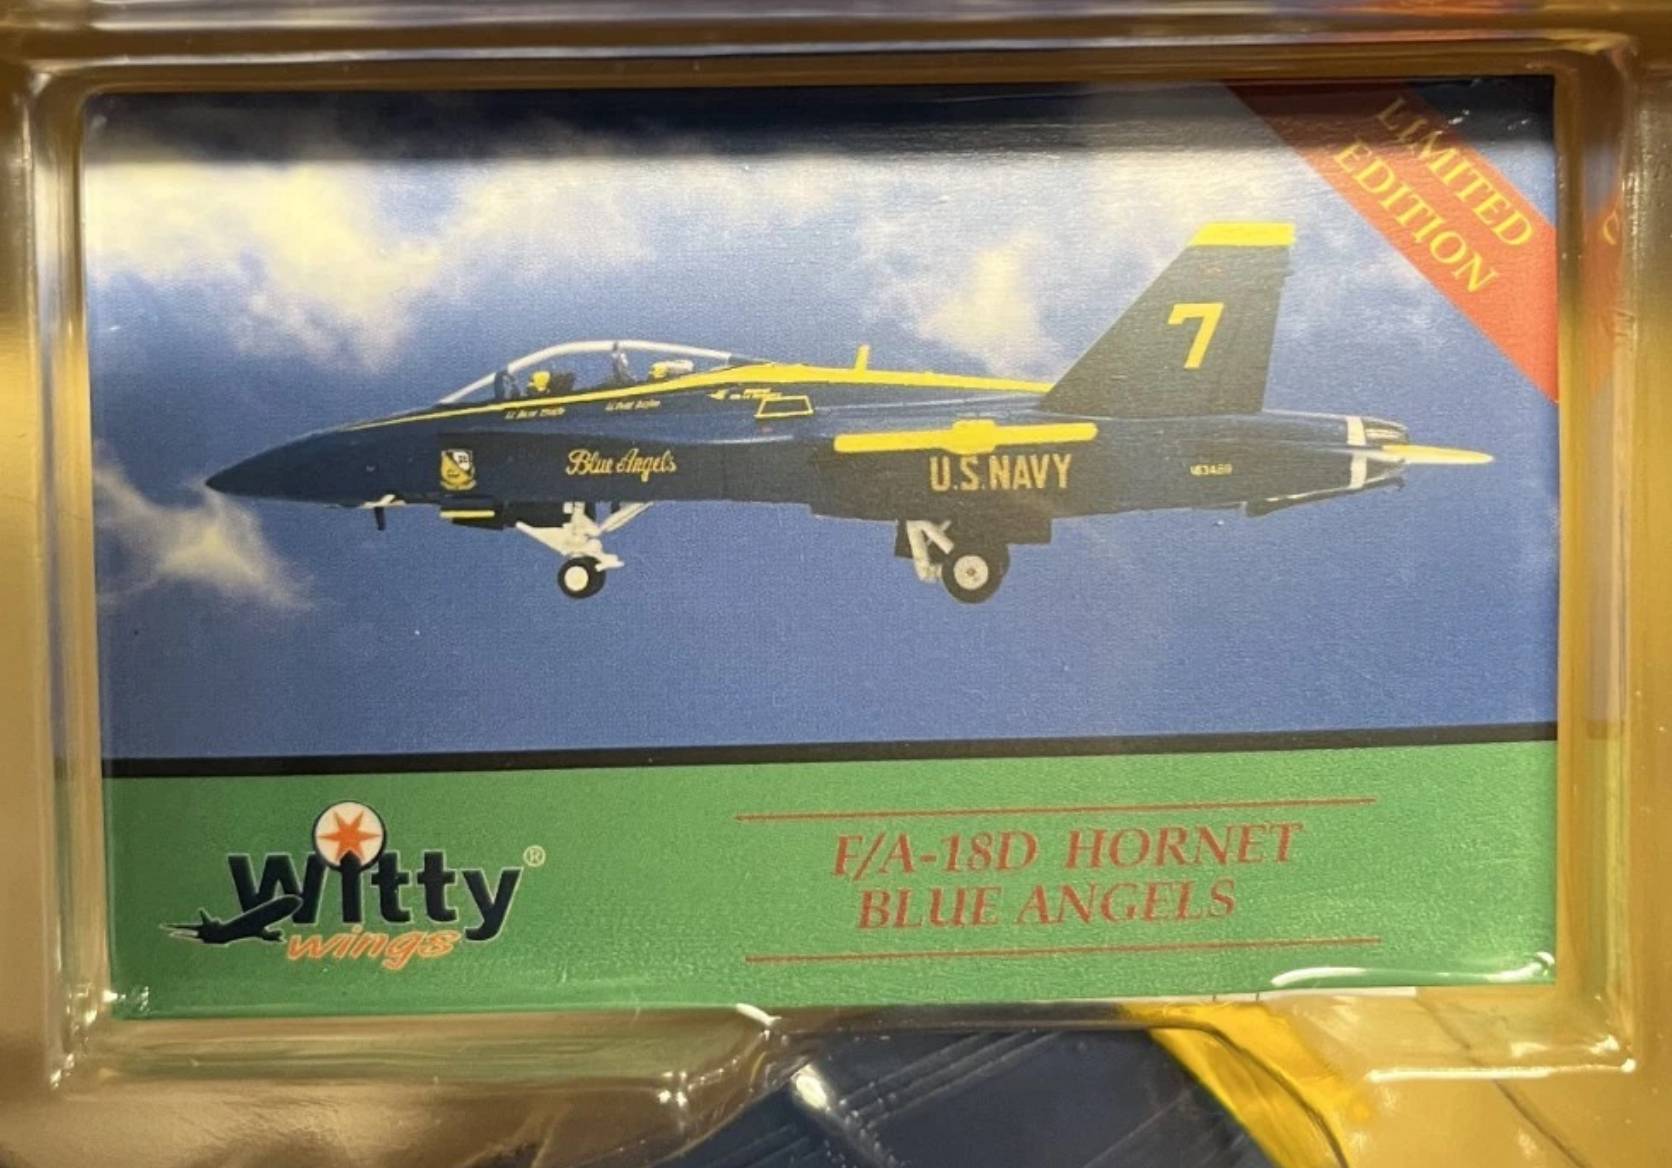 LIMITED
EDITION
7
Blue Angels
U.S.NAVY
witty®
wings
F/A-18D HORNET
BLUE ANGELS